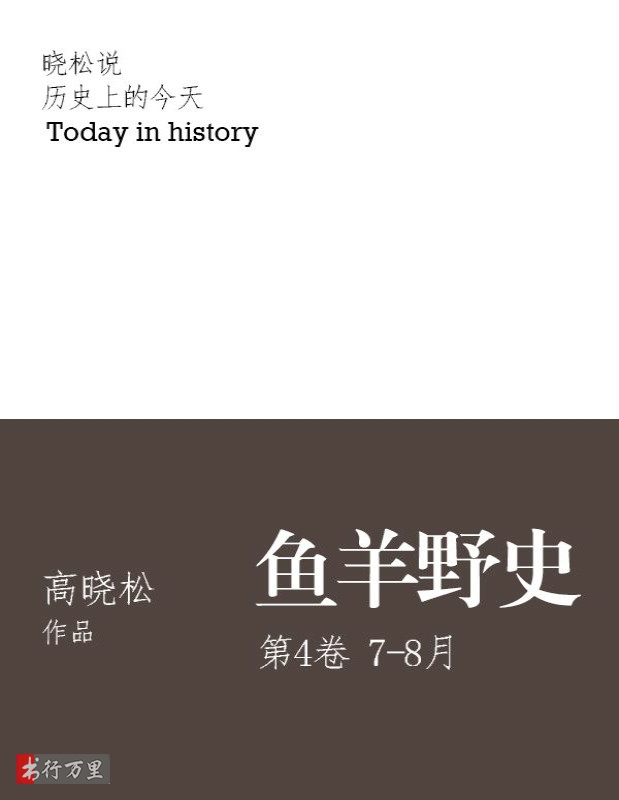 晓松说
历史上的今天
Today in history
鱼羊野史
高晓松
作品
第4卷 7-8月
书行万里